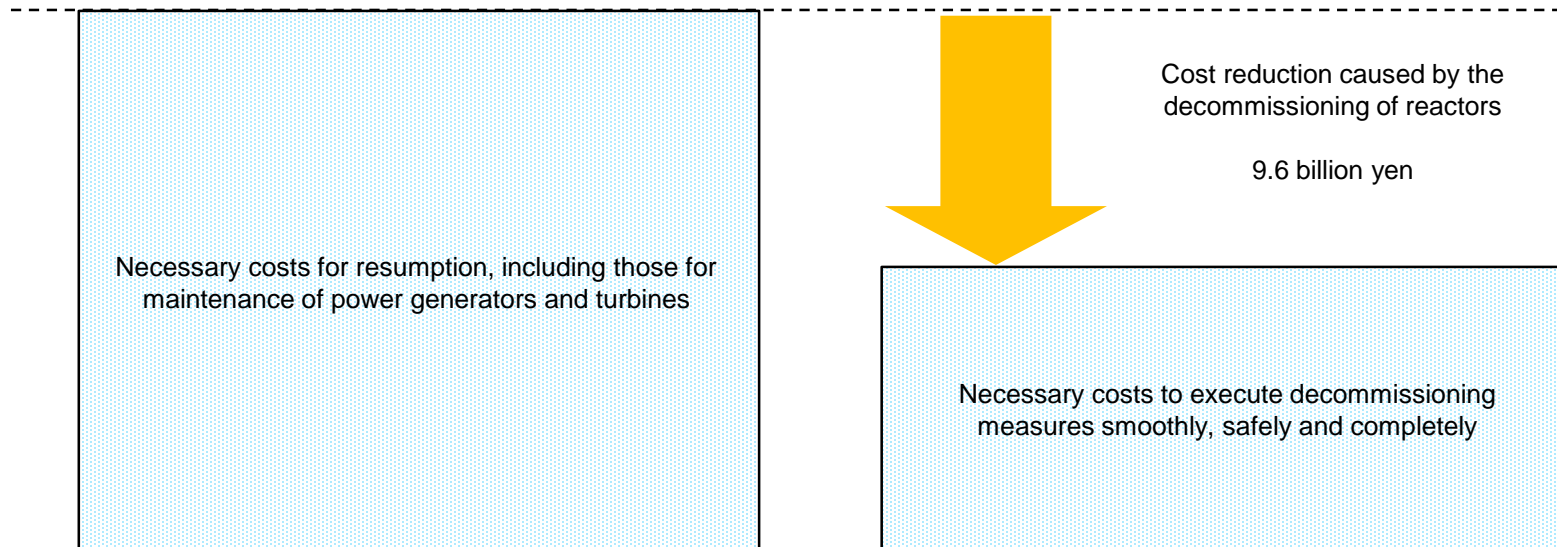 Cost reduction caused by the
decommissioning of reactors
9.6 billion yen
Necessary costs for resumption, including those for
maintenance of power generators and turbines
Necessary costs to execute decommissioning
measures smoothly, safely and completely